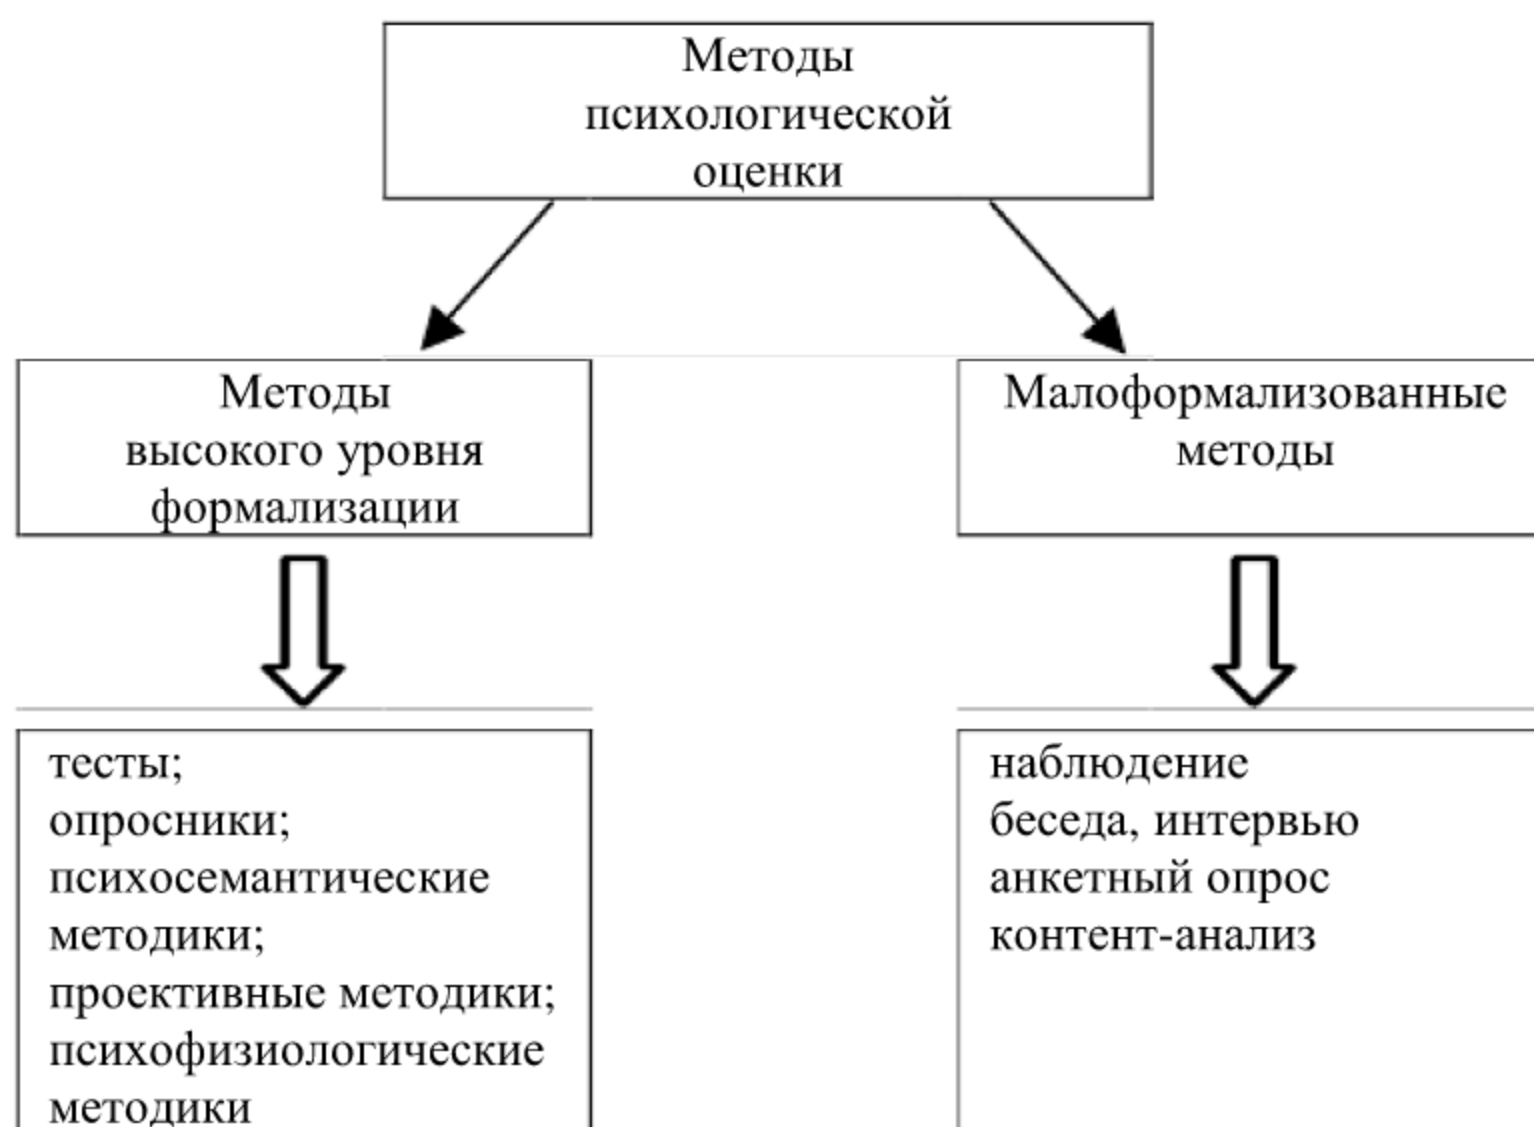 Методы
психологической
оценки
Методы
высокого уровня
формализации
Малоформализованные
методы
тесты;
опросники;
психосемантические
методики;
проективные методики;
психофизиологические
методики
наблюдение
беседа, интервью
анкетный опрос
контент-анализ